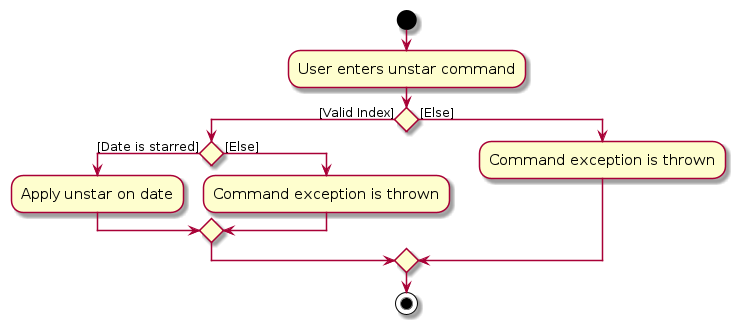 User enters unstar command
[Valid Index]
[Else]
[Date is starred]
[Else]
Command exception is thrown
Apply unstar on date
Command exception is thrown